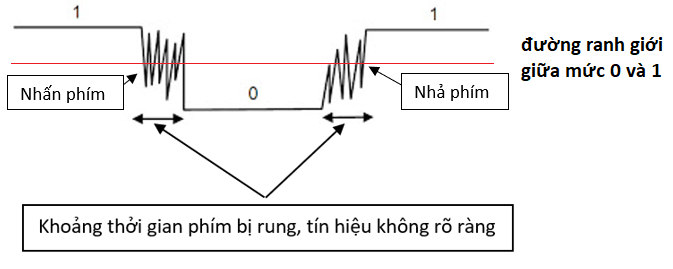 1
1
đường ranh giới
giữa mức 0 và 1
Nhấn phím
0
Nhả phím
Khoảng thởi gian phím bị rung, tín hiệu không rõ ràng